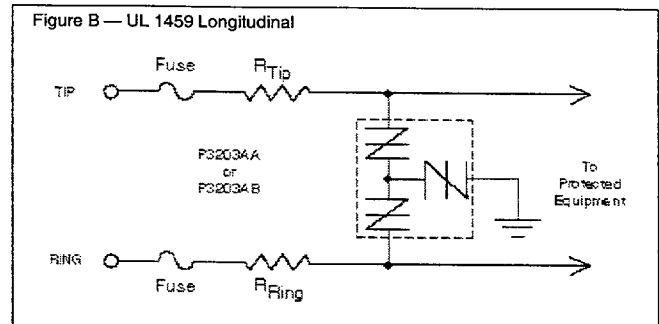 Figure B — UL 1459 Longitudinal
Fuse
RTip
TIP
P3203AA
or
P3203AB
To
Protected
Equipment
RING
Fuse
RRing